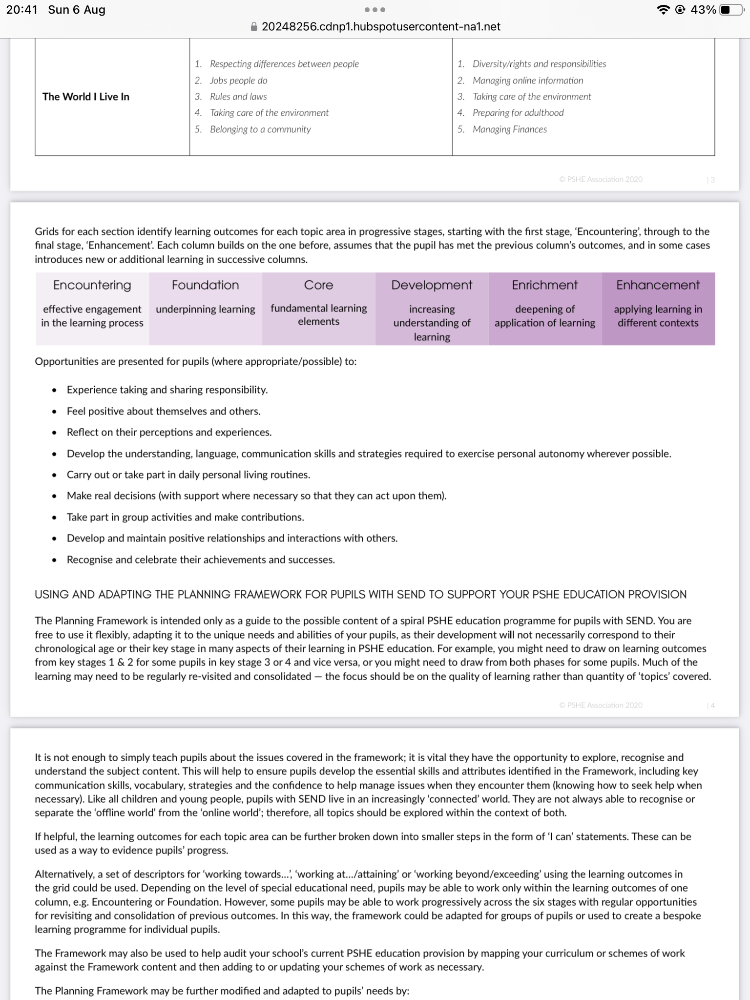 20:41 Sun 6 Aug
43%
20248256.cdnp1.hubspotusercontent-na1.net
The World I Live In
1. Respecting differences between people
2. Jobs people do
3. Rules and laws
4. Taking care of the environment
5. Belonging to a community
1. Diversity/rights and responsibilities
2. Managing online information
3. Taking care of the environment
4. Preparing for adulthood
5. Managing Finances
© PSHE Association 2020 | 3
Grids for each section identify learning outcomes for each topic area in progressive stages, starting with the first stage, ‘Encountering’, through to the
final stage, ‘Enhancement’. Each column builds on the one before, assumes that the pupil has met the previous column’s outcomes, and in some cases
introduces new or additional learning in successive columns.
Encountering
effective engagement
in the learning process
Foundation
underpinning learning
Core
fundamental learning
elements
Development
increasing
understanding of
learning
Enrichment
deepening of
application of learning
Enhancement
applying learning in
different contexts
Opportunities are presented for pupils (where appropriate/possible) to:
• Experience taking and sharing responsibility.
• Feel positive about themselves and others.
• Reflect on their perceptions and experiences.
• Develop the understanding, language, communication skills and strategies required to exercise personal autonomy wherever possible.
• Carry out or take part in daily personal living routines.
• Make real decisions (with support where necessary so that they can act upon them).
• Take part in group activities and make contributions.
• Develop and maintain positive relationships and interactions with others.
• Recognise and celebrate their achievements and successes.
USING AND ADAPTING THE PLANNING FRAMEWORK FOR PUPILS WITH SEND TO SUPPORT YOUR PSHE EDUCATION PROVISION
The Planning Framework is intended only as a guide to the possible content of a spiral PSHE education programme for pupils with SEND. You are
free to use it flexibly, adapting it to the unique needs and abilities of your pupils, as their development will not necessarily correspond to their
chronological age or their key stage in many aspects of their learning in PSHE education. For example, you might need to draw on learning outcomes
from key stages 1 & 2 for some pupils in key stage 3 or 4 and vice versa, or you might need to draw from both phases for some pupils. Much of the
learning may need to be regularly re-visited and consolidated — the focus should be on the quality of learning rather than quantity of ‘topics’ covered.
© PSHE Association 2020 | 4
It is not enough to simply teach pupils about the issues covered in the framework; it is vital they have the opportunity to explore, recognise and
understand the subject content. This will help to ensure pupils develop the essential skills and attributes identified in the Framework, including key
communication skills, vocabulary, strategies and the confidence to help manage issues when they encounter them (knowing how to seek help when
necessary). Like all children and young people, pupils with SEND live in an increasingly ‘connected’ world. They are not always able to recognise or
separate the ‘offline world’ from the ‘online world’; therefore, all topics should be explored within the context of both.
If helpful, the learning outcomes for each topic area can be further broken down into smaller steps in the form of ‘I can’ statements. These can be
used as a way to evidence pupils’ progress.
Alternatively, a set of descriptors for ‘working towards...’, ‘working at.../attaining’ or ‘working beyond/exceeding’ using the learning outcomes in
the grid could be used. Depending on the level of special educational need, pupils may be able to work only within the learning outcomes of one
column, e.g. Encountering or Foundation. However, some pupils may be able to work progressively across the six stages with regular opportunities
for revisiting and consolidation of previous outcomes. In this way, the framework could be adapted for groups of pupils or used to create a bespoke
learning programme for individual pupils.
The Framework may also be used to help audit your school’s current PSHE education provision by mapping your curriculum or schemes of work
against the Framework content and then adding to or updating your schemes of work as necessary.
The Planning Framework may be further modified and adapted to pupils’ needs by: